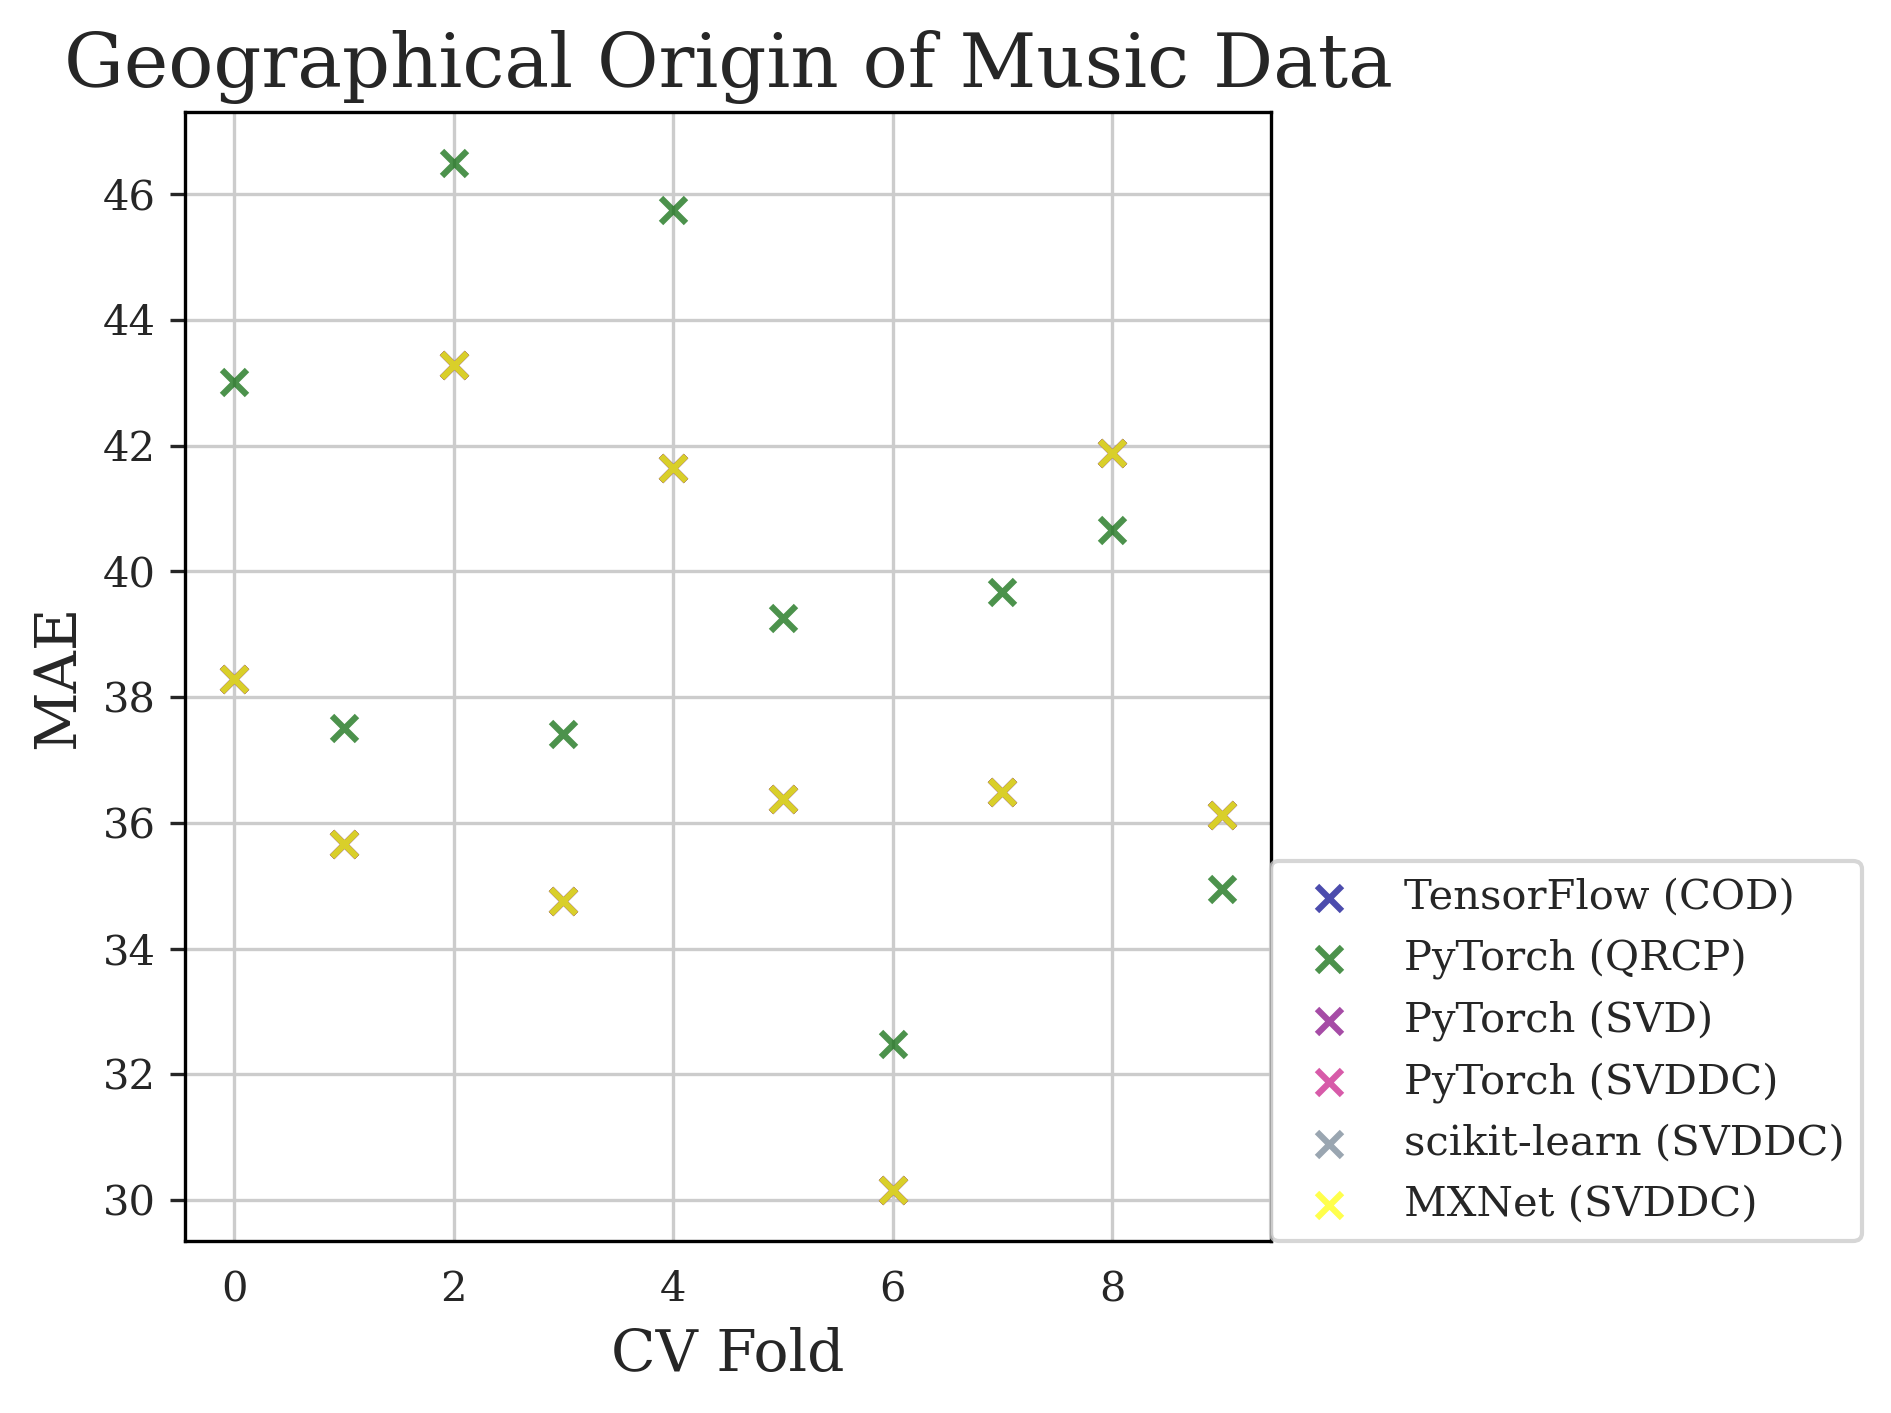 Geographical Origin of Music Data
46
44
42
40
38
36
34
32
30
MAE
0 2 4 6 8
CV Fold
TensorFlow (COD)
PyTorch (QRCP)
PyTorch (SVD)
PyTorch (SVDDC)
scikit-learn (SVDDC)
MXNet (SVDDC)